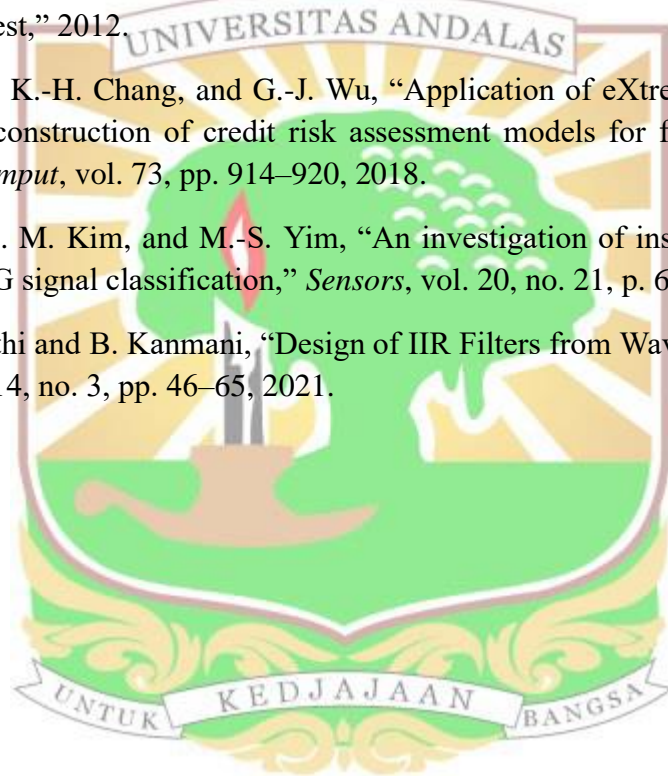 est,” 2012.
UNIVERSITAS ANDALAS
K.-H. Chang, and G.-J. Wu, “Application of eXtre
construction of credit risk assessment models for f
mput, vol. 73, pp. 914–920, 2018.
. M. Kim, and M.-S. Yim, “An investigation of ins
G signal classification,” Sensors, vol. 20, no. 21, p. 6
thi and B. Kanmani, “Design of IIR Filters from Wav
14, no. 3, pp. 46–65, 2021.
UNTUK KEDJAJAAN BANGSA